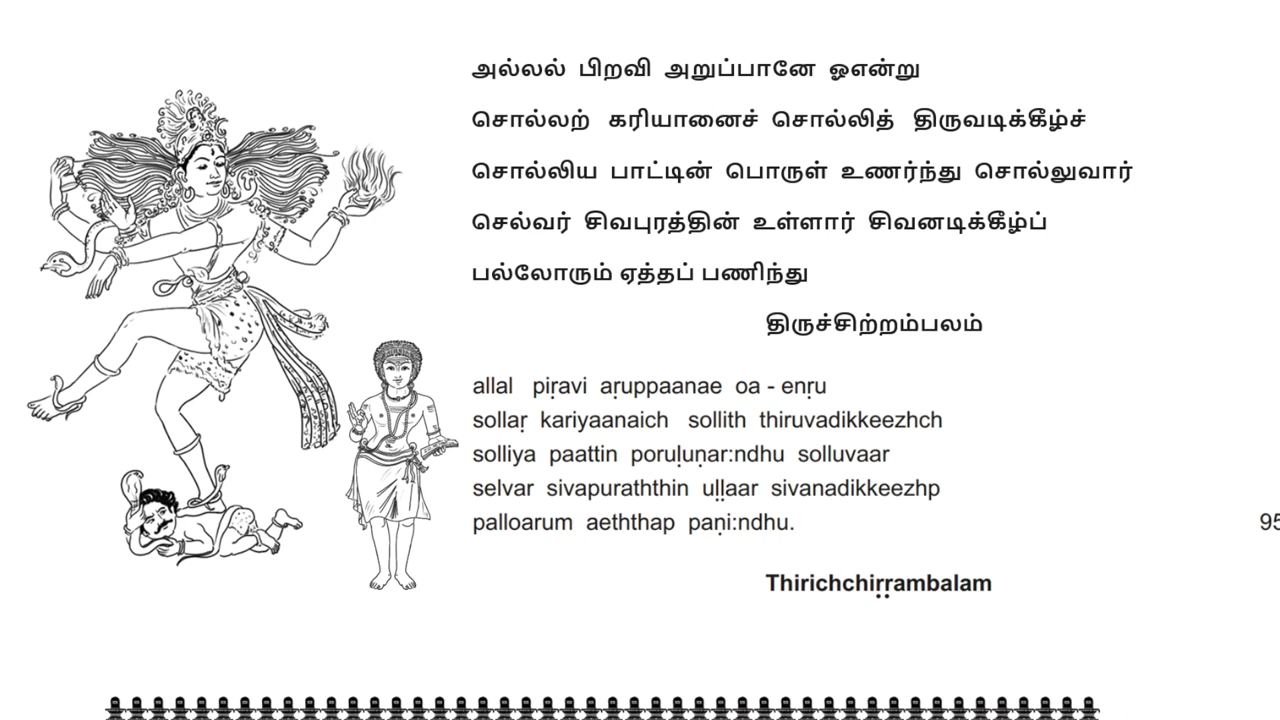 அல்லல் பிறவி அறுப்பானே ஓஎன்று
சொல்லற் கரியானைச் சொல்லித் திருவடிக்கீழ்ச்
சொல்லிய பாட்டின் பொருள் உணர்ந்து சொல்லுவார்
செல்வர் சிவபுரத்தின் உள்ளார் சிவனடிக்கீழ்ப்
பல்லோரும் ஏத்தப் பணிந்து
திருச்சிற்றம்பலம்
allal piṛavi aṛuppaanae oa - enṛu
sollaṛ kariyaanaich sollith thiruvadikkeezhch
solliya paattin poruḷuṇar:ndhu solluvaar
selvar sivapuraththin uḷḷaar sivanadikkeezhp
palloarum aeththap paṇi:ndhu.
95
Thirichchiṛṛambalam